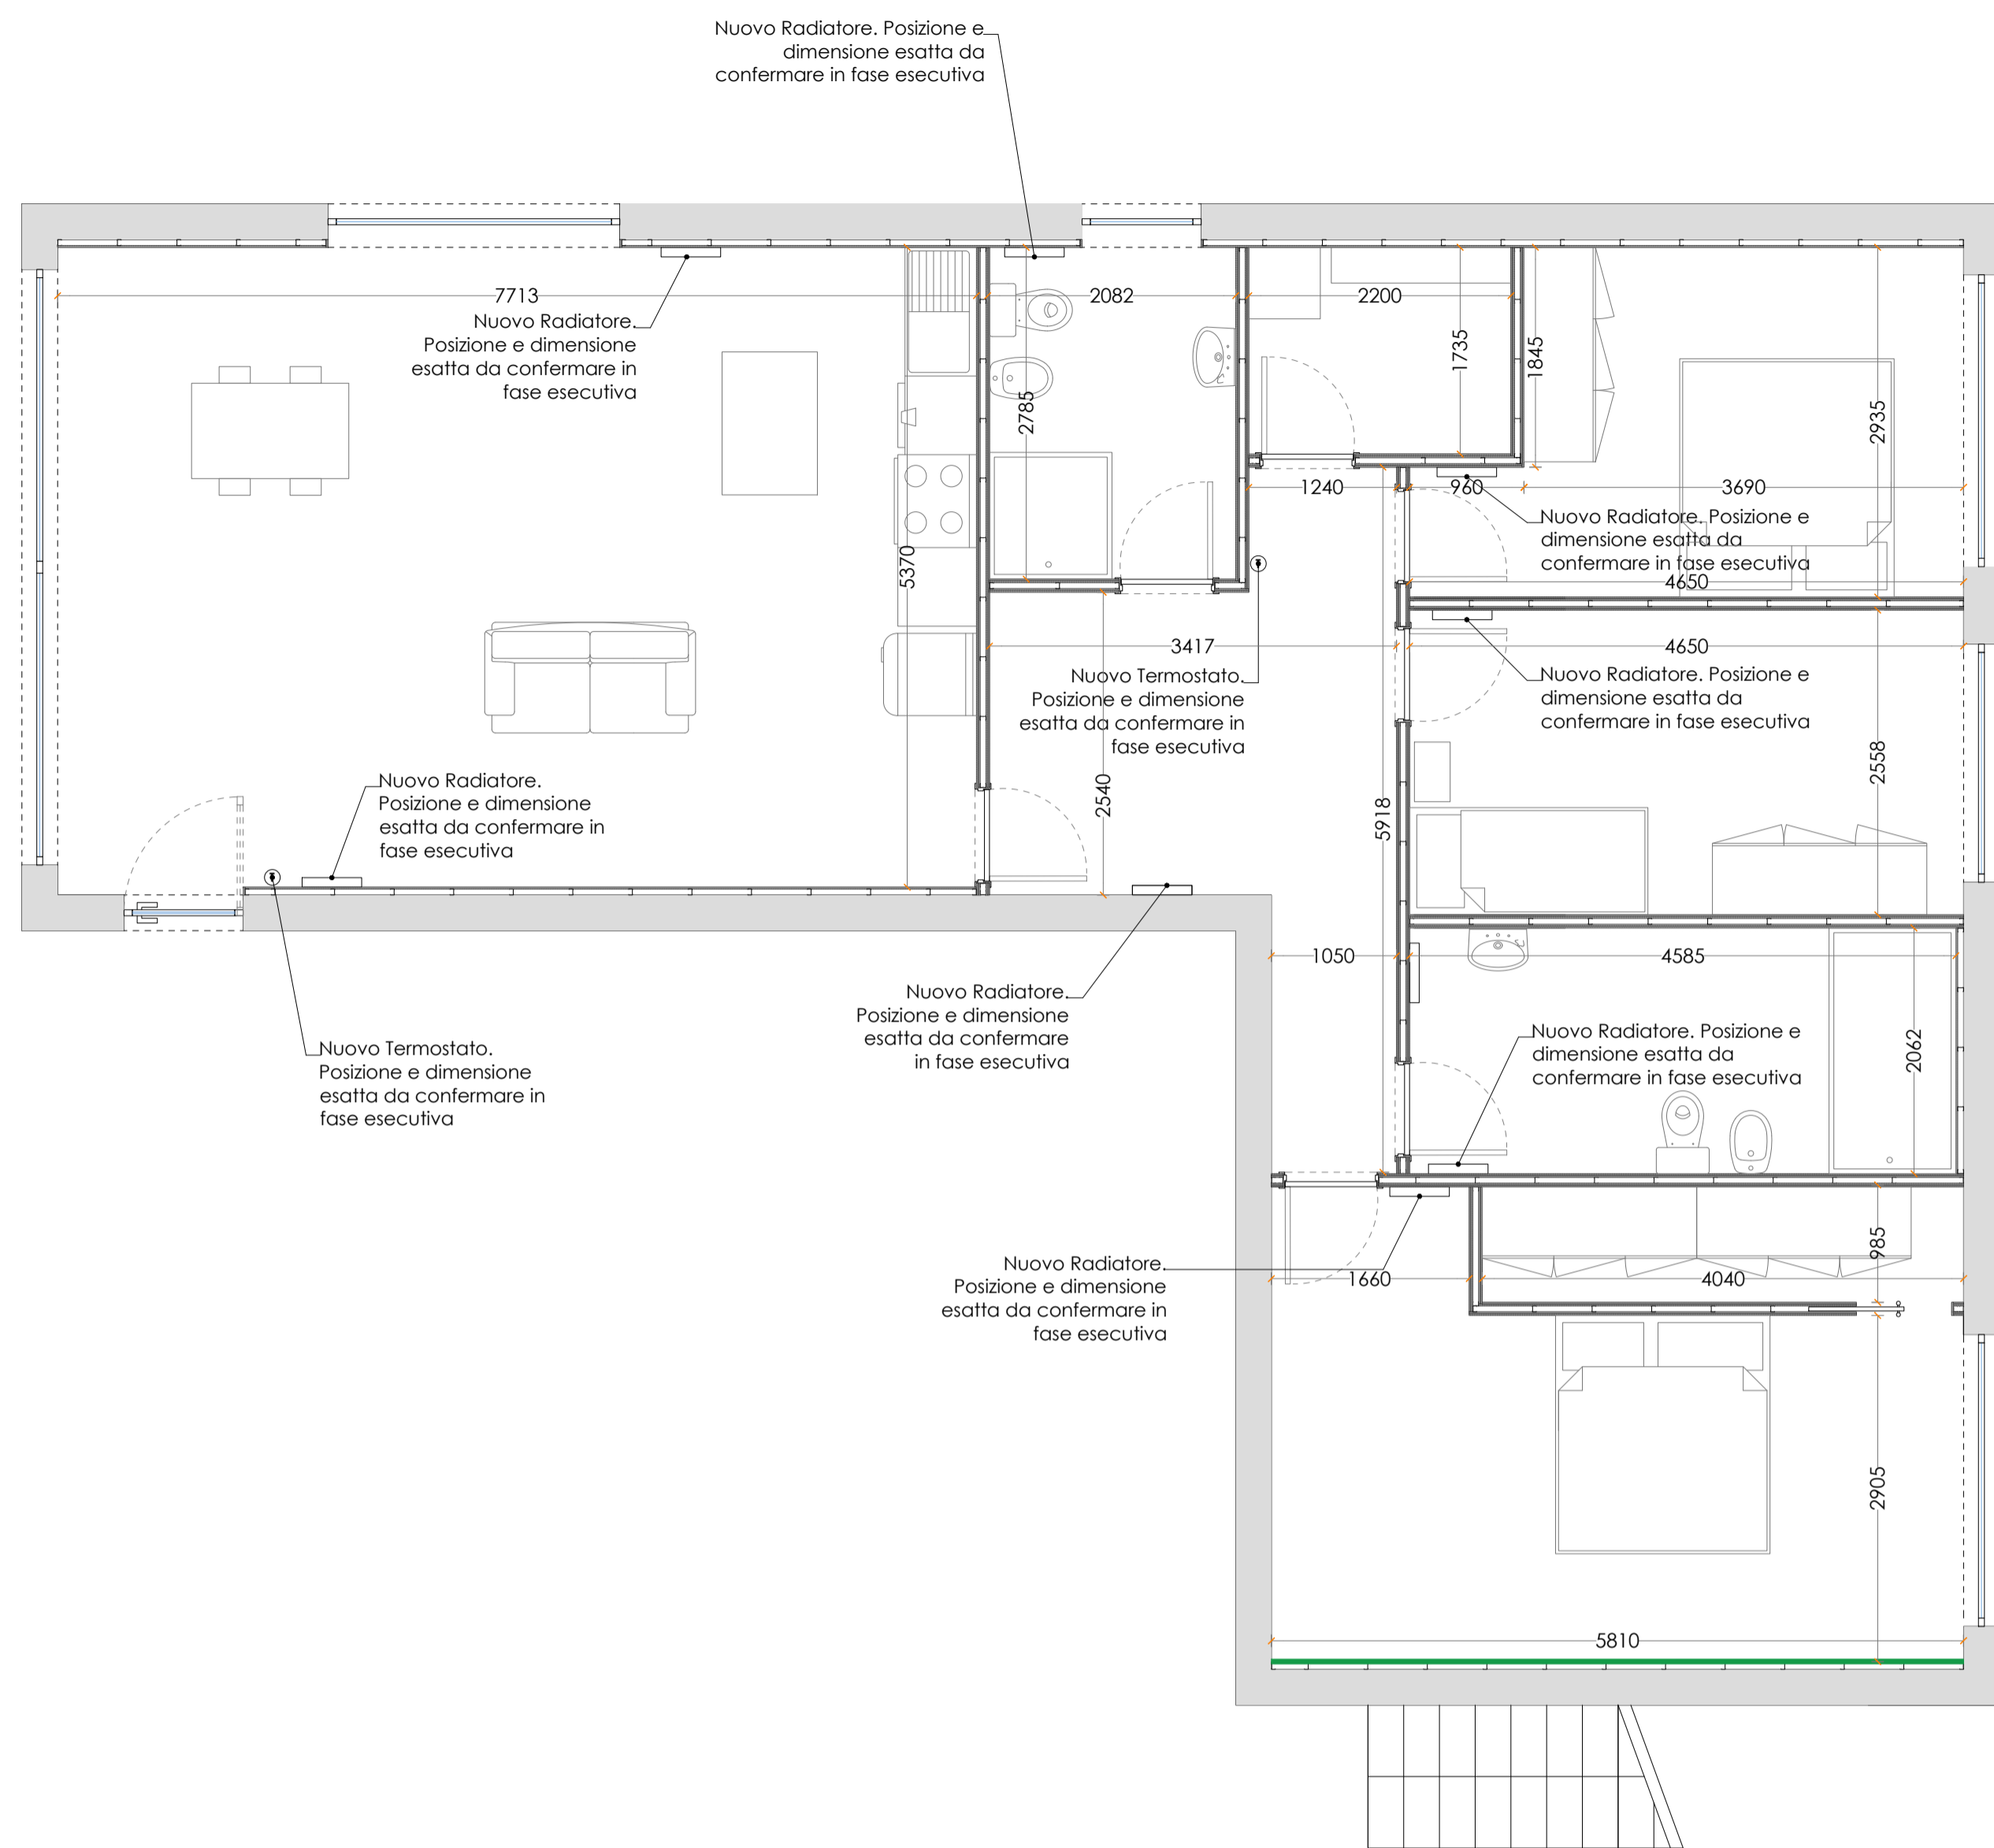 Nuovo Radiatore. Posizione e
dimensione esatta da
confermare in fase esecutiva
7713
2082
2200
Nuovo Radiatore.
Posizione e dimensione
esatta da confermare in
fase esecutiva
1735
1845
2785
2935
1240
960
3690
Nuovo Radiatore. Posizione e
dimensione esatta da
confermare in fase esecutiva
4650
5370
3417
4650
Nuovo Termostato.
Posizione e dimensione
esatta da confermare in
fase esecutiva
Nuovo Radiatore. Posizione e
dimensione esatta da
confermare in fase esecutiva
2558
2540
5918
Nuovo Radiatore.
Posizione e dimensione
esatta da confermare in
fase esecutiva
1050
4585
Nuovo Radiatore.
Posizione e dimensione
esatta da confermare
in fase esecutiva
Nuovo Termostato.
Posizione e dimensione
esatta da confermare in
fase esecutiva
Nuovo Radiatore. Posizione e
dimensione esatta da
confermare in fase esecutiva
2062
985
Nuovo Radiatore.
Posizione e dimensione
esatta da confermare in
fase esecutiva
1660
4040
2905
5810